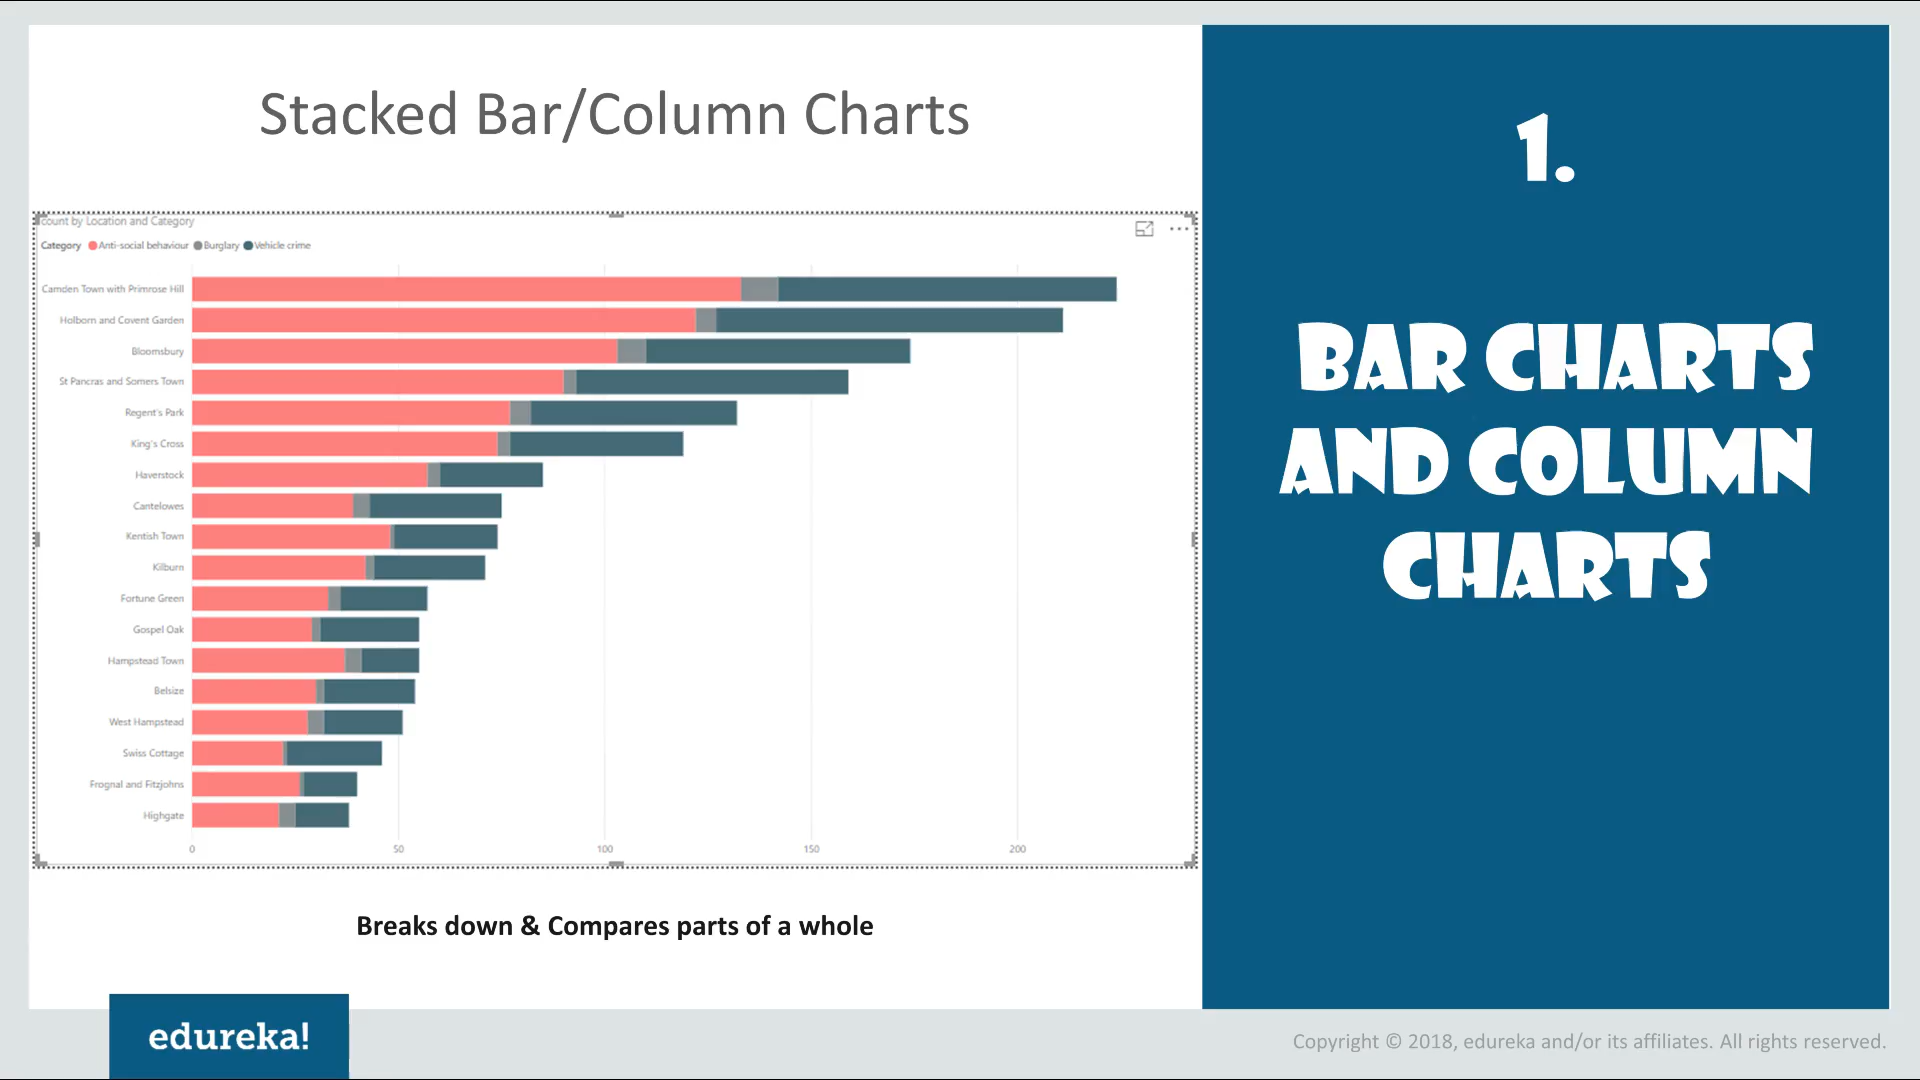 Stacked Bar/Column Charts
count by Location and Category
Category Anti-social behaviour Burglary Vehicle crime
Camden Town with Primrose Hill
Holborn and Covent Garden
Bloomsbury
St Pancras and Somers Town
Regent's Park
King's Cross
Haverstock
Cantelowes
Kentish Town
Kilburn
Fortune Green
Gospel Oak
Hampstead Town
Belsize
West Hampstead
Swiss Cottage
Frognal and Fitzjohns
Highgate
0 50 100 150 200
Breaks down & Compares parts of a whole
1.
BAR CHARTS
AND COLUMN
CHARTS
edureka!
Copyright © 2018, edureka and/or its affiliates. All rights reserved.